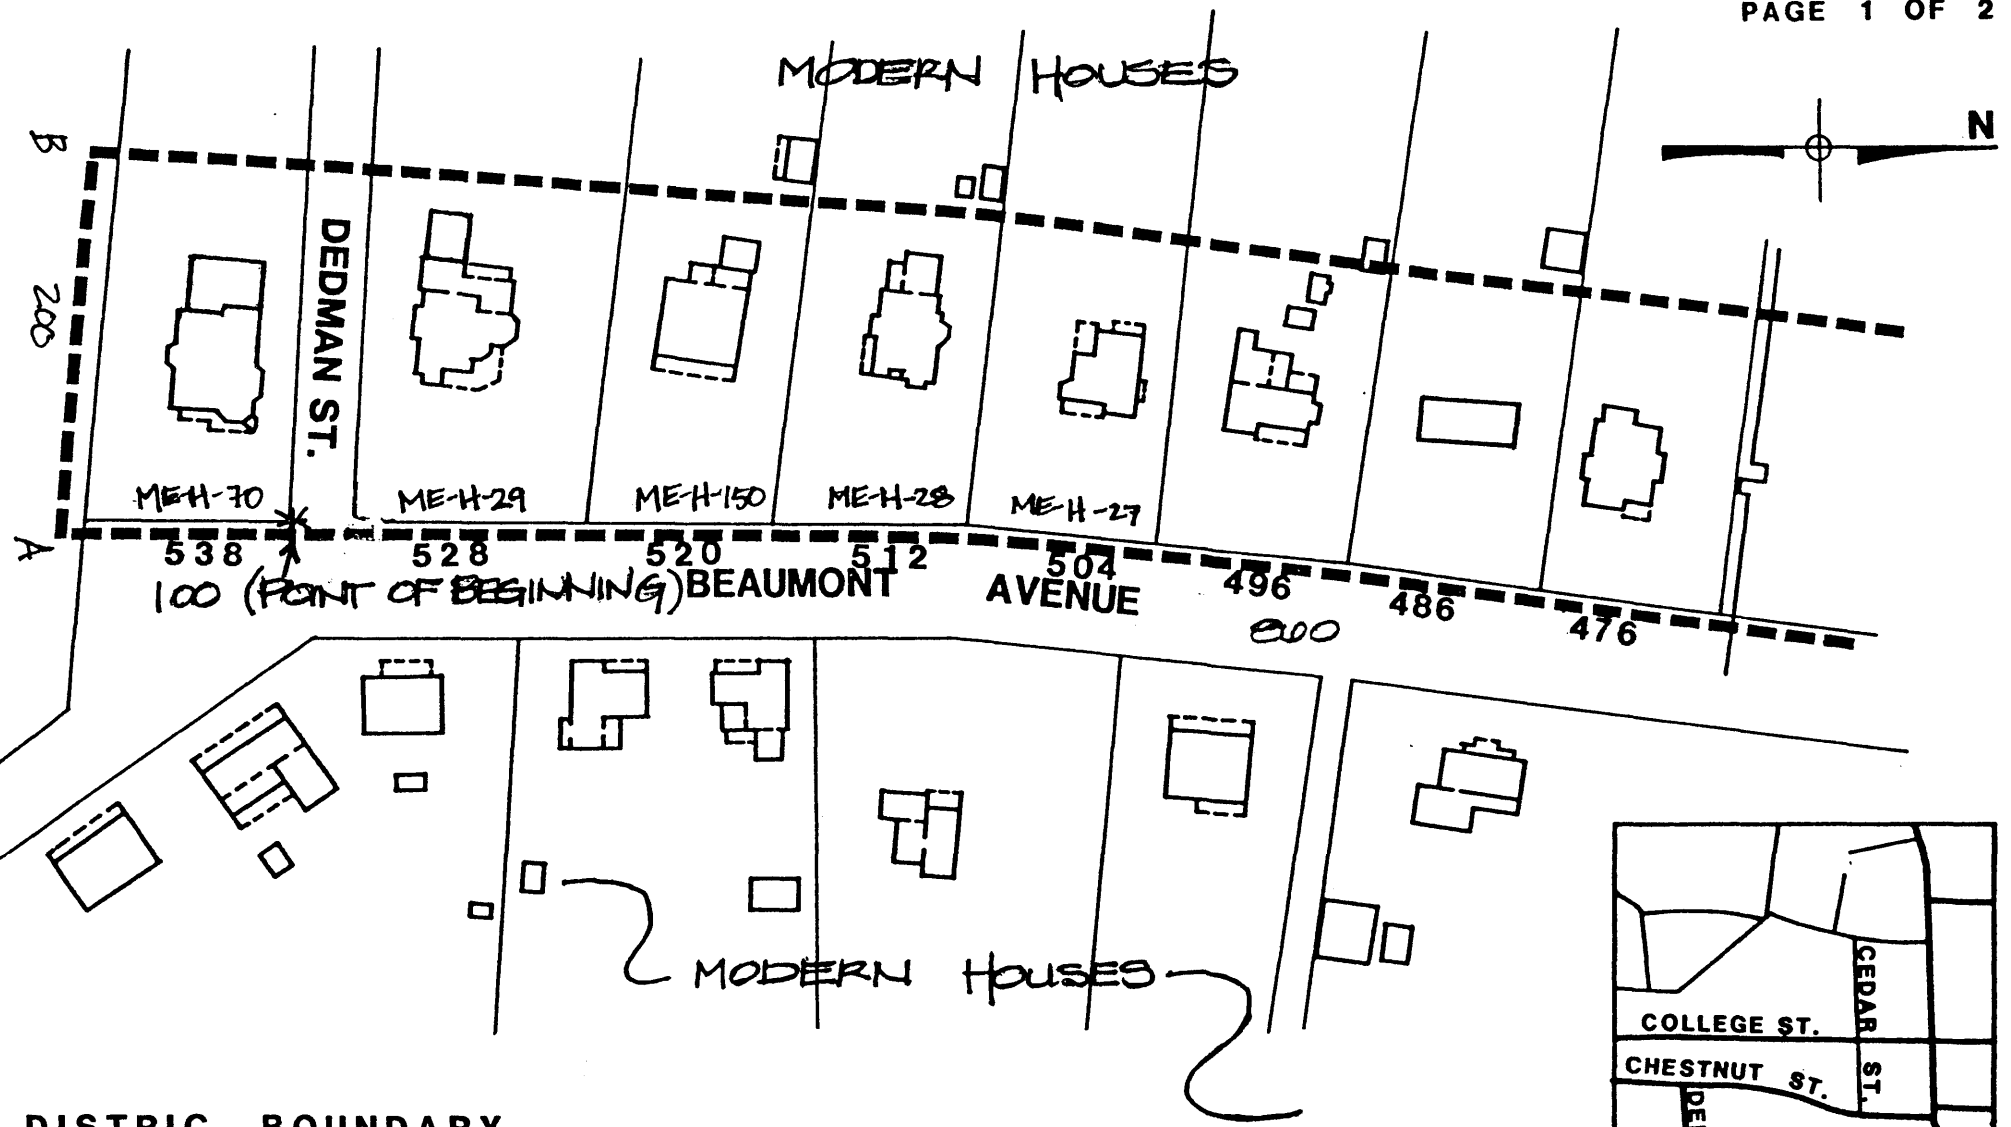 PAGE 1 OF 2
MODERN HOUSES
N
B
200
DEDMAN ST.
A
ME-H-70
ME-H-29
ME-H-150
ME-H-28
ME-H-27
538
528
520
512
504
496
486
476
100 (POINT OF BEGINNING)
BEAUMONT AVENUE
860
MODERN HOUSES
CEDAR ST.
COLLEGE ST.
CHESTNUT ST.
DE
DISTRIC BOUNDARY